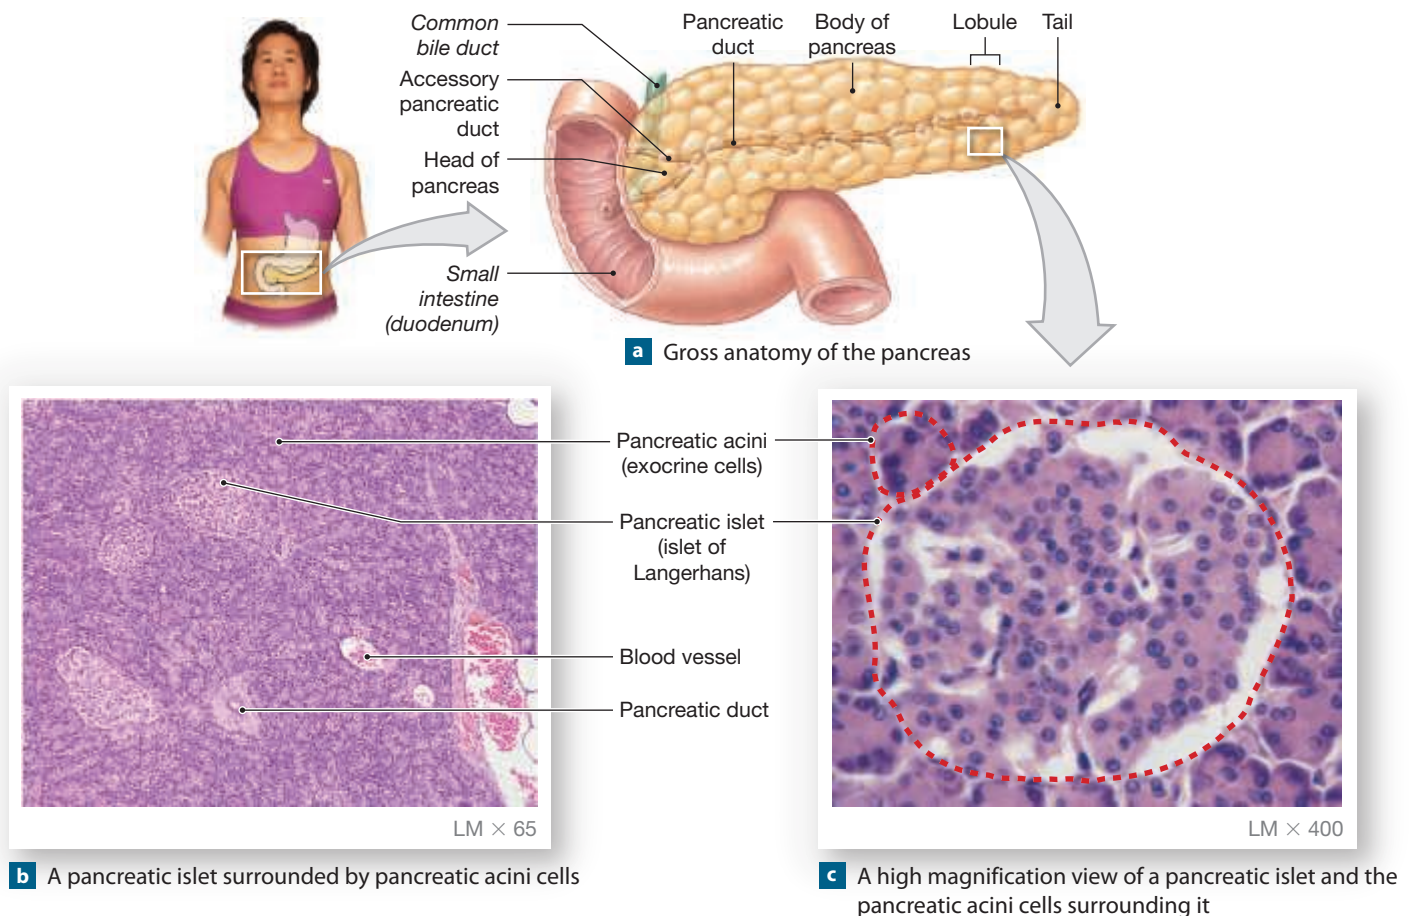 Common
bile duct
Accessory
pancreatic
duct
Head of
pancreas
Small
intestine
(duodenum)
Pancreatic
duct
Body of
pancreas
Lobule
Tail
a Gross anatomy of the pancreas
Pancreatic acini
(exocrine cells)
Pancreatic islet
(islet of
Langerhans)
Blood vessel
Pancreatic duct
LM × 65
b A pancreatic islet surrounded by pancreatic acini cells
LM × 400
c A high magnification view of a pancreatic islet and the
pancreatic acini cells surrounding it